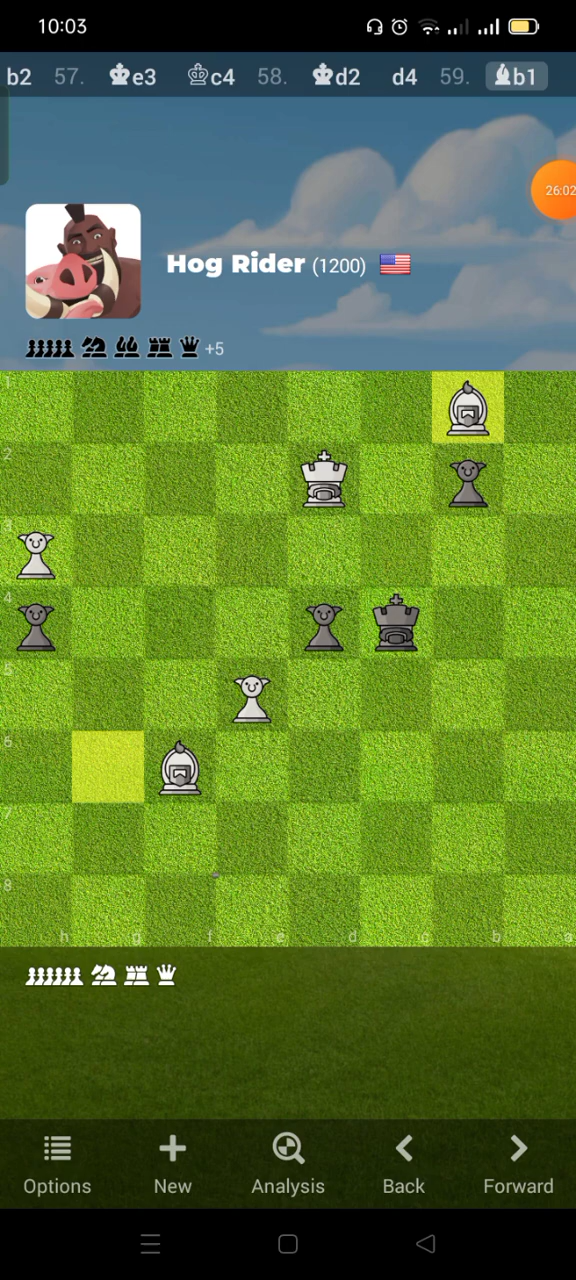 10:03
b2 57. e3 c4 58. d2 d4 59. b1
26:02
Hog Rider (1200)
+5
1
2
3
4
5
6
7
8
h g f e d c b a
Options New Analysis Back Forward